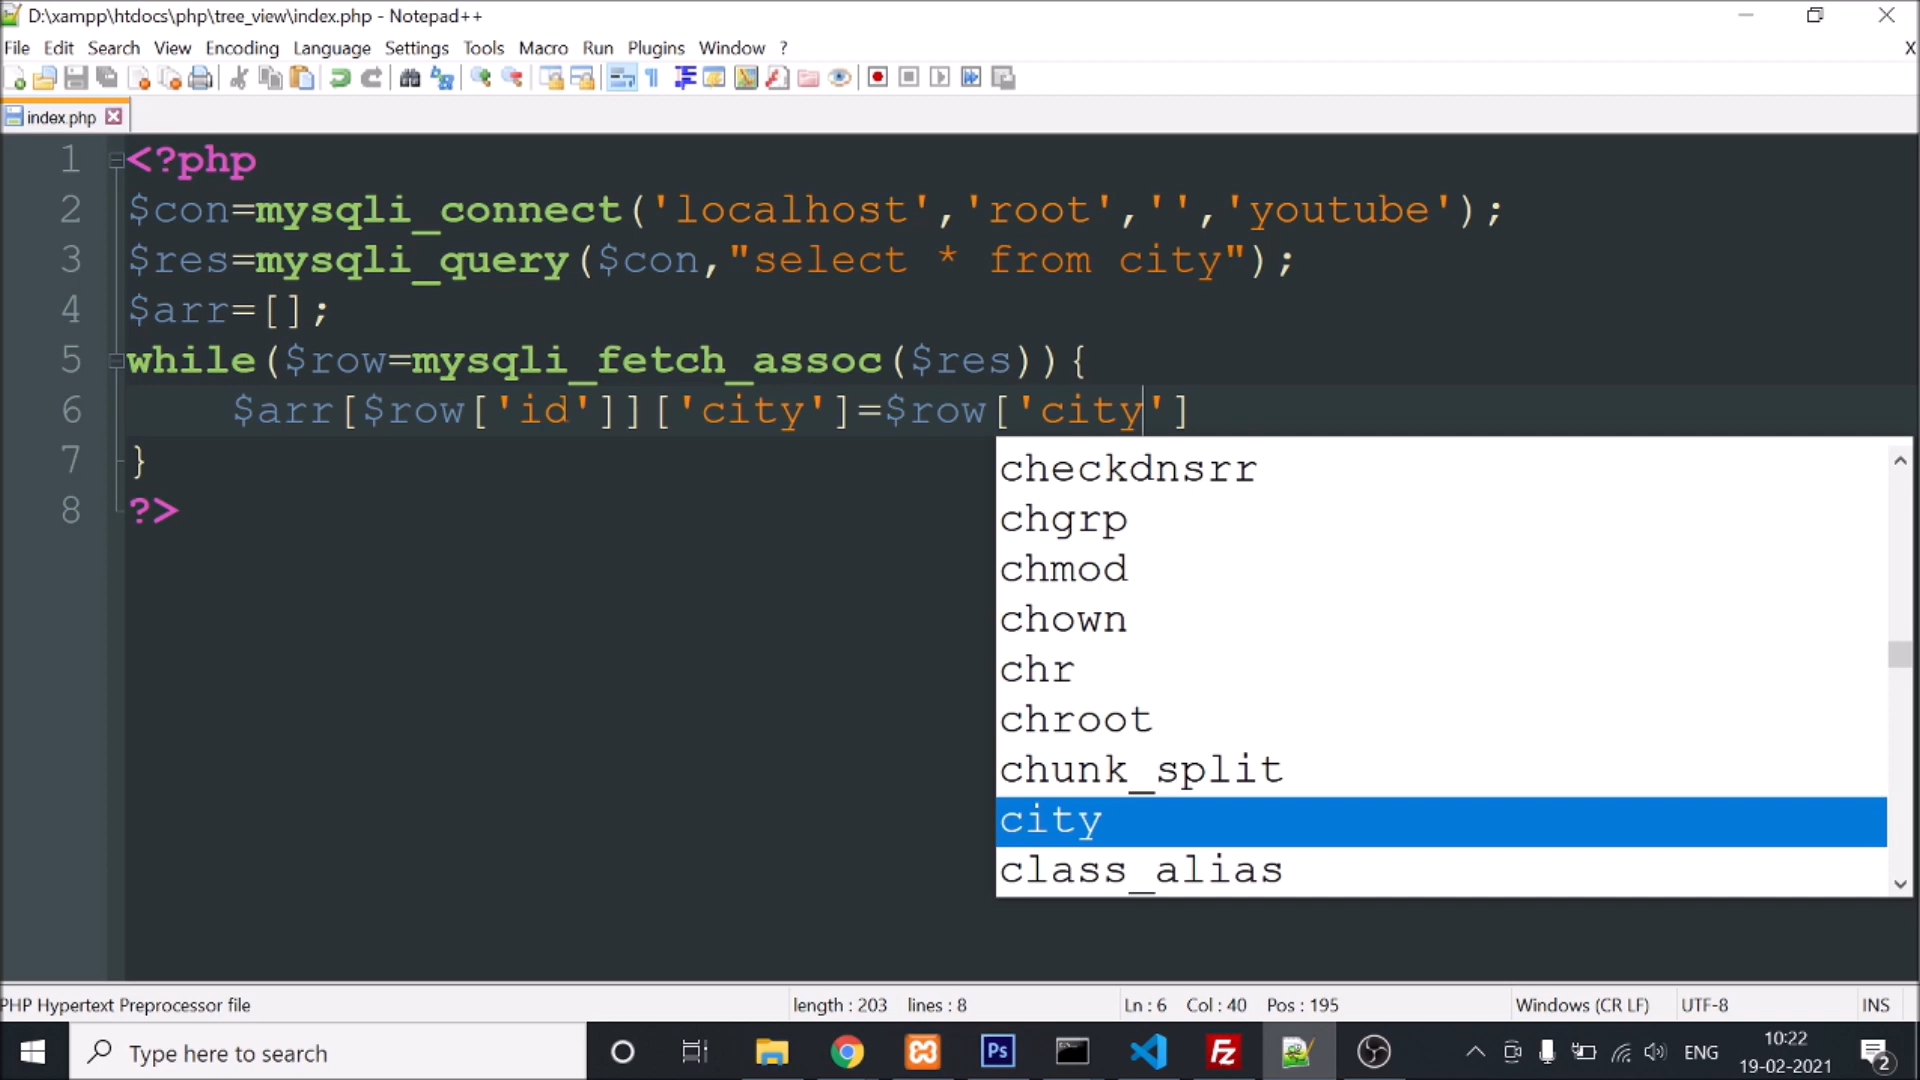 D:\xampp\htdocs\php\tree_view\index.php - Notepad++
File Edit Search View Encoding Language Settings Tools Macro Run Plugins Window ?
X
index.php
1 <?php
2 $con=mysqli_connect('localhost','root','','youtube');
3 $res=mysqli_query($con,"select * from city");
4 $arr=[];
5 while($row=mysqli_fetch_assoc($res)){
6 $arr[$row['id']]['city']=$row['city']
7 }
8 ?>
checkdnsrr
chgrp
chmod
chown
chr
chroot
chunk_split
city
class_alias
PHP Hypertext Preprocessor file length : 203 lines : 8 Ln : 6 Col : 40 Pos : 195 Windows (CR LF) UTF-8 INS
Type here to search
Ps
Fz
ENG
10:22
19-02-2021
2